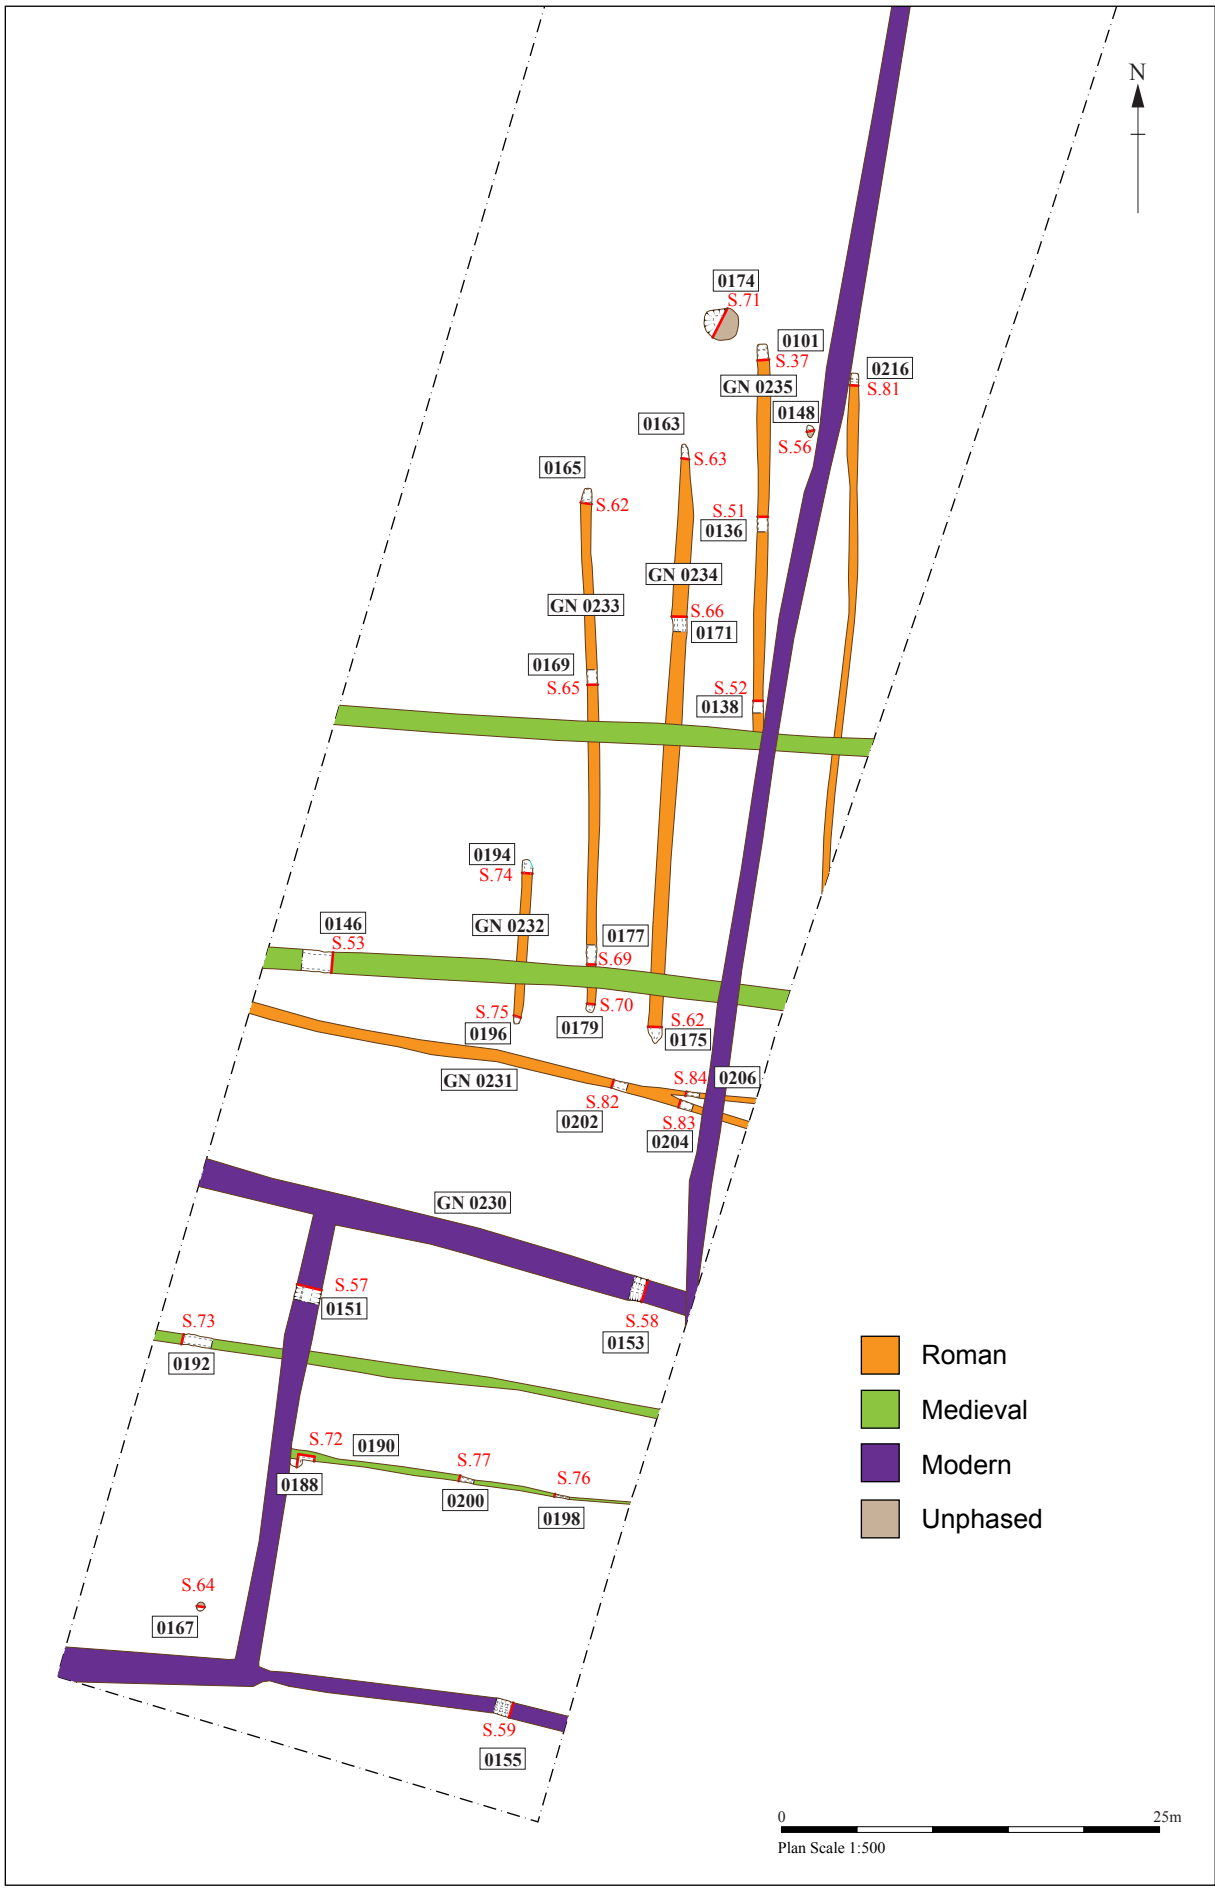 N
0174
S.71
0101
S.37
GN 0235
0216
S.81
0148
S.56
0163
S.63
0165
S.62
S.51
0136
GN 0234
GN 0233
S.66
0171
0169
S.65
S.52
0138
0194
S.74
GN 0232
0146
S.53
0177
S.69
S.75
0196
S.70
0179
S.62
0175
GN 0231
S.84
0206
S.82
0202
S.83
0204
GN 0230
S.57
0151
S.58
0153
S.73
0192
S.72
0190
0188
S.77
0200
S.76
0198
Roman
Medieval
Modern
Unphased
S.64
0167
S.59
0155
0 25m
Plan Scale 1:500